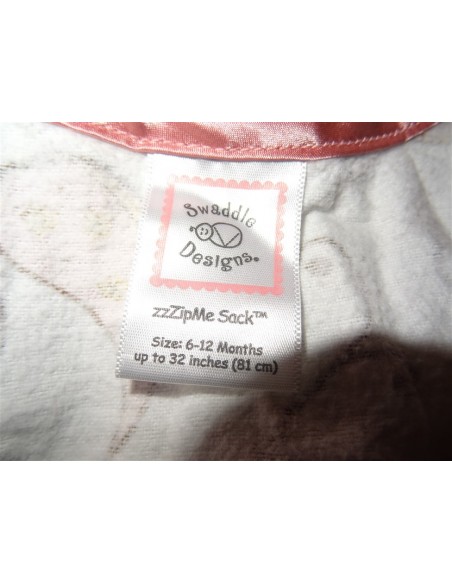 Swaddle
Designs®
zzZipMe Sack™
Size: 6-12 Months
up to 32 inches (81 cm)